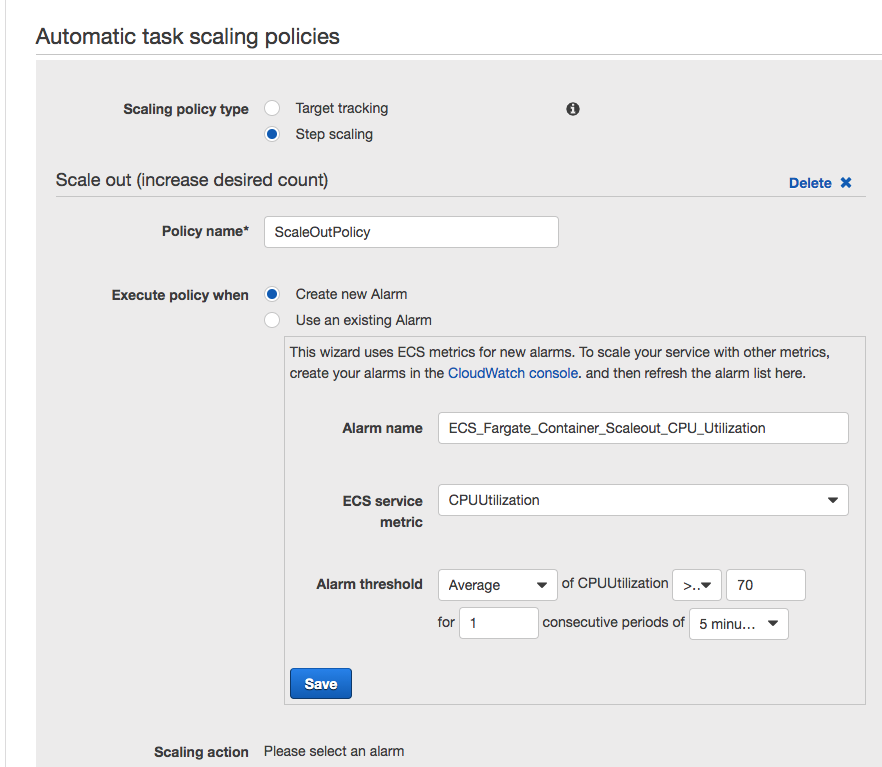 Automatic task scaling policies
Scaling policy type
Target tracking
Step scaling
Scale out (increase desired count)
Delete ✖
Policy name*
ScaleOutPolicy
Execute policy when
Create new Alarm
Use an existing Alarm
This wizard uses ECS metrics for new alarms. To scale your service with other metrics,
create your alarms in the CloudWatch console. and then refresh the alarm list here.
Alarm name
ECS_Fargate_Container_Scaleout_CPU_Utilization
ECS service
metric
CPUUtilization
Alarm threshold
Average of CPUUtilization >.. 70
for 1 consecutive periods of 5 minu...
Save
Scaling action
Please select an alarm